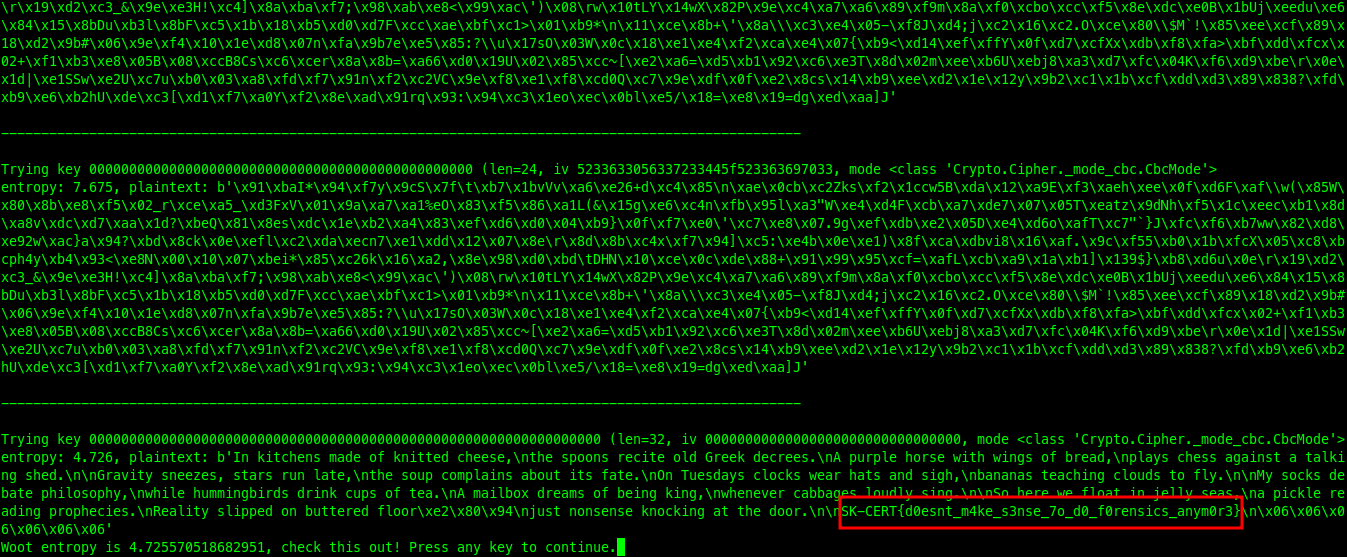 \r\x19\xd2\xc3_&\x9e\xe3H!\xc4]\x8a\xba\xf7;\x98\xab\xe8<\x99\xac\')\x08\rw\x10tLY\x14wX\x82P\x9e\xc4\xa7\xa6\x89\xf9m\x8a\xf0\xcbo\xcc\xf5\x8e\xdc\xe0B\x1bUj\xeedu\xe6
\x84\x15\x8bDu\xb3l\x8bF\xc5\x1b\x18\xb5\xd0\xd7F\xcc\xae\xbf\xc1>\x01\xb9*\n\x11\xce\x8b+\'\x8a\\\xc3\xe4\x05-\xf8J\xd4;j\xc2\x16\xc2.O\xce\x80\\$M`!\x85\xee\xcf\x89\x
18\xd2\x9b#\x06\x9e\xf4\x10\x1e\xd8\x07n\xfa\x9b7e\xe5\x85:?\\u\x17sO\x03W\x0c\x18\xe1\xe4\xf2\xca\xe4\x07{\xb9<\xd14\xef\xffY\x0f\xd7\xcfXx\xdb\xf8\xfa>\xbf\xdd\xfcx\x
02+\xf1\xb3\xe8\x05B\x08\xccB8Cs\xc6\xcer\x8a\x8b=\xa66\xd0\x19U\x02\x85\xcc~[\xe2\xa6=\xd5\xb1\x92\xc6\xe3T\x8d\x02m\xee\xb6U\xebj8\xa3\xd7\xfc\x04K\xf6\xd9\xbe\r\x0e\
x1d|\xe1SSw\xe2U\xc7u\xb0\x03\xa8\xfd\xf7\x91n\xf2\xc2VC\x9e\xf8\xe1\xf8\xcd0Q\xc7\x9e\xdf\x0f\xe2\x8cs\x14\xb9\xee\xd2\x1e\x12y\x9b2\xc1\x1b\xcf\xdd\xd3\x89\x838?\xfd\x
b9\xe6\xb2hU\xde\xc3[\xd1\xf7\xa0Y\xf2\x8e\xad\x91rq\x93:\x94\xc3\x1eo\xec\x0bl\xe5/\x18=\xe8\x19=dg\xed\xaa]J'
____________________________________________________________________________________________________
Trying key 000000000000000000000000000000000000000000000000 (len=24, iv 5233633056337233445f523363697033, mode <class 'Crypto.Cipher._mode_cbc.CbcMode'>
entropy: 7.675, plaintext: b'\x91\xbaI*\x94\xf7y\x9cS\x7f\t\xb7\x1bvVv\xa6\xe26+d\xc4\x85\n\xae\x0cb\xc2Zks\xf2\x1ccw5B\xda\x12\xa9E\xf3\xaeh\xee\x0f\xd6F\xaf\\w(\x85W\
x80\x8b\xe8\xf5\x02_r\xce\xa5_\xd3FxV\x01\x9a\xa7\xa1%eO\x83\xf5\x86\xa1L(&\x15g\xe6\xc4n\xfb\x95l\xa3"W\xe4\xd4F\xcb\xa7\xde7\x07\x05T\xeatz\x9dNh\xf5\x1c\xeec\xb1\x8d
\xa8v\xdc\xd7\xaa\x1d?\xbeQ\x81\x8es\xdc\x1e\xb2\xa4\x83\xef\xd6\xd0\x04\xb9}\x0f\xf7\xe0\'\xc7\xe8\x07.9g\xef\xdb\xe2\x05D\xe4\xd6o\xafT\xc7"`}J\xfc\xf6\xb7ww\x82\xd8\
xe92w\xac}a\x94?\xbd\x8ck\x0e\xefl\xc2\xda\xecn7\xe1\xdd\x12\x07\x8e\r\x8d\x8b\xc4x\xf7\x94]\xc5:\xe4b\x0e\xe1)\x8f\xca\xdbvi8\x16\xaf.\x9c\xf55\xb0\x1b\xfcX\x05\xc8\xb
cph4y\xb4\x93<\xe8N\x00\x10\x07\xbei*\x85\xc26k\x16\xa2,\x8e\x98\xd0\xbd\tDHN\x10\xce\x0c\xde\x88+\x91\x99\x95\xcf=\xafL\xcb\xa9\x1a\xb1]\x139$}\xb8\xd6u\x0e\r\x19\xd2\
xc3_&\x9e\xe3H!\xc4]\x8a\xba\xf7;\x98\xab\xe8<\x99\xac\')\x08\rw\x10tLY\x14wX\x82P\x9e\xc4\xa7\xa6\x89\xf9m\x8a\xf0\xcbo\xcc\xf5\x8e\xdc\xe0B\x1bUj\xeedu\xe6\x84\x15\x8
bDu\xb3l\x8bF\xc5\x1b\x18\xb5\xd0\xd7F\xcc\xae\xbf\xc1>\x01\xb9*\n\x11\xce\x8b+\'\x8a\\\xc3\xe4\x05-\xf8J\xd4;j\xc2\x16\xc2.O\xce\x80\\$M`!\x85\xee\xcf\x89\x18\xd2\x9b#
\x06\x9e\xf4\x10\x1e\xd8\x07n\xfa\x9b7e\xe5\x85:?\\u\x17sO\x03W\x0c\x18\xe1\xe4\xf2\xca\xe4\x07{\xb9<\xd14\xef\xffY\x0f\xd7\xcfXx\xdb\xf8\xfa>\xbf\xdd\xfcx\x02+\xf1\xb3
\xe8\x05B\x08\xccB8Cs\xc6\xcer\x8a\x8b=\xa66\xd0\x19U\x02\x85\xcc~[\xe2\xa6=\xd5\xb1\x92\xc6\xe3T\x8d\x02m\xee\xb6U\xebj8\xa3\xd7\xfc\x04K\xf6\xd9\xbe\r\x0e\x1d|\xe1SSw
\xe2U\xc7u\xb0\x03\xa8\xfd\xf7\x91n\xf2\xc2VC\x9e\xf8\xe1\xf8\xcd0Q\xc7\x9e\xdf\x0f\xe2\x8cs\x14\xb9\xee\xd2\x1e\x12y\x9b2\xc1\x1b\xcf\xdd\xd3\x89\x838?\xfd\xb9\xe6\xb2
hU\xde\xc3[\xd1\xf7\xa0Y\xf2\x8e\xad\x91rq\x93:\x94\xc3\x1eo\xec\x0bl\xe5/\x18=\xe8\x19=dg\xed\xaa]J'
____________________________________________________________________________________________________
Trying key 0000000000000000000000000000000000000000000000000000000000000000 (len=32, iv 00000000000000000000000000000000, mode <class 'Crypto.Cipher._mode_cbc.CbcMode'>
entropy: 4.726, plaintext: b'In kitchens made of knitted cheese,\nthe spoons recite old Greek decrees.\nA purple horse with wings of bread,\nplays chess against a talki
ng shed.\n\nGravity sneezes, stars run late,\nthe soup complains about its fate.\nOn Tuesdays clocks wear hats and sigh,\nbananas teaching clouds to fly.\n\nMy socks de
bate philosophy,\nwhile hummingbirds drink cups of tea.\nA mailbox dreams of being king,\nwhenever cabbages loudly sing.\n\nSo here we float in jelly seas,\na pickle re
ading prophecies.\nReality slipped on buttered floor\xe2\x80\x94\njust nonsense knocking at the door.\n\nSK-CERT{d0esnt_m4ke_s3nse_7o_d0_f0rensics_anym0r3}\n\x06\x06\x0
6\x06\x06\x06'
Woot entropy is 4.725570518682951, check this out! Press any key to continue.